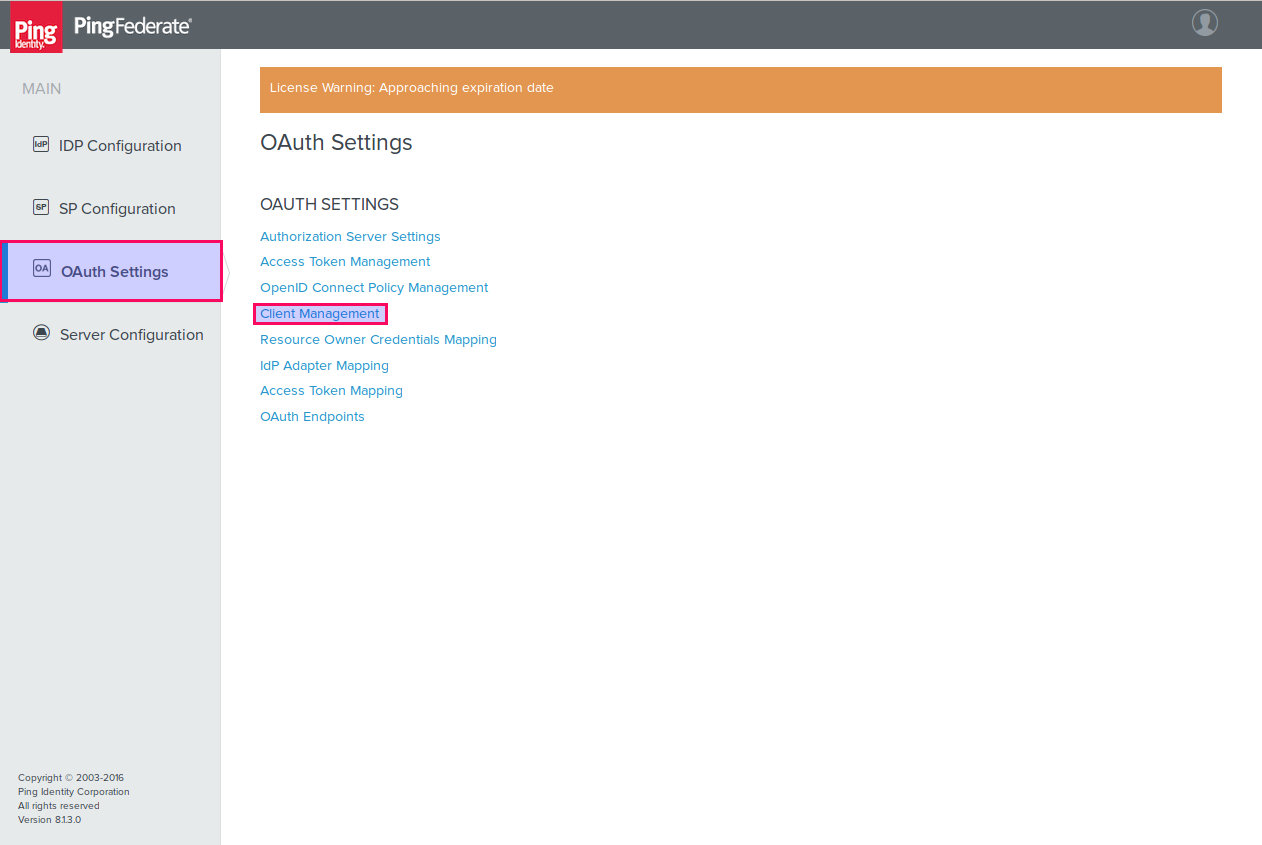 Ping
Identity.
PingFederate®
MAIN
IdP IDP Configuration
SP SP Configuration
OA OAuth Settings
Server Configuration
License Warning: Approaching expiration date
OAuth Settings
OAUTH SETTINGS
Authorization Server Settings
Access Token Management
OpenID Connect Policy Management
Client Management
Resource Owner Credentials Mapping
IdP Adapter Mapping
Access Token Mapping
OAuth Endpoints
Copyright © 2003-2016
Ping Identity Corporation
All rights reserved
Version 8.1.3.0